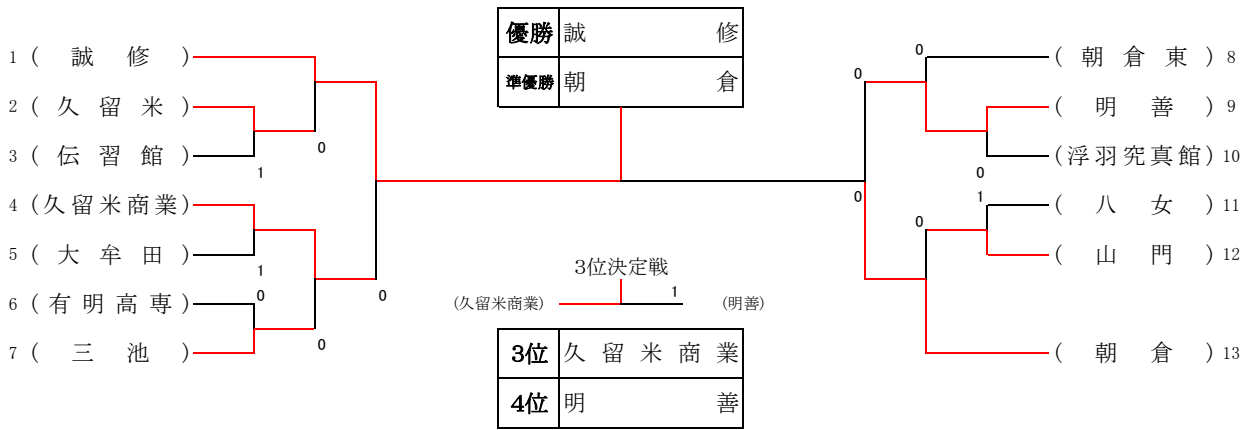 優勝 誠修
準優勝 朝倉
1 ( 誠修 )
2 ( 久留米 )
3 ( 伝習館 )
4 (久留米商業)
5 ( 大牟田 )
6 (有明高専)
7 ( 三池 )
0
1
1
0
0
0
( 朝倉東 ) 8
( 明善 ) 9
(浮羽究真館) 10
( 八女 ) 11
( 山門 ) 12
( 朝倉 ) 13
0
0
0
1
0
0
3位決定戦
(久留米商業) 1 (明善)
3位 久留米商業
4位 明善